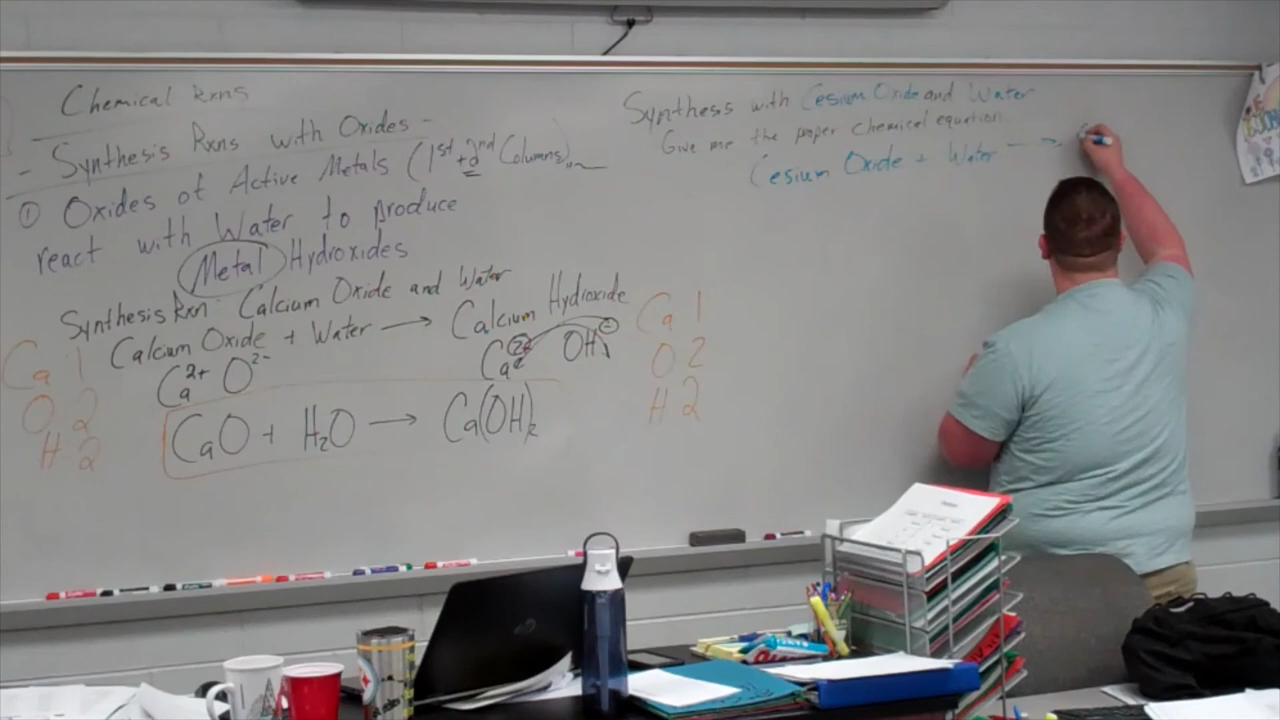 Chemical Rxns
- Synthesis Rxns with Oxides -
① Oxides of Active Metals (1st + 2nd Columns)
react with Water to produce
Metal Hydroxides
Synthesis Rxn Calcium Oxide and Water
Calcium Oxide + Water → Calcium Hydroxide
Ca²⁺ O²⁻ Ca²⁺ OH⁻
CaO + H₂O → Ca(OH)₂
Ca 1
O 2
H 2
Ca 1
O 2
H 2
Synthesis with Cesium Oxide and Water
Give me the proper chemical equation.
Cesium Oxide + Water →